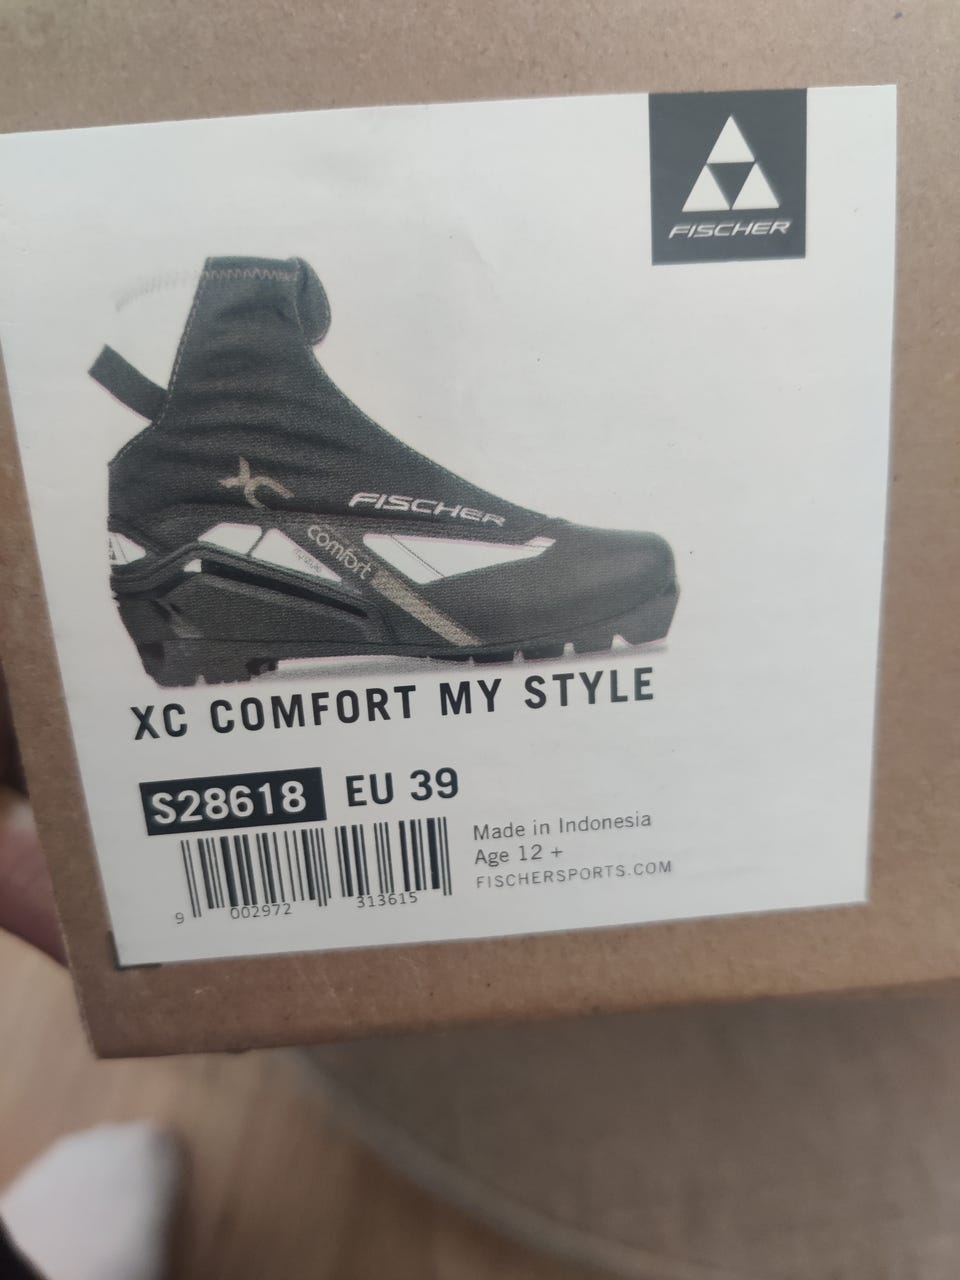 FISCHER
XC
FISCHER
comfort
XC COMFORT MY STYLE
S28618 EU 39
Made in Indonesia
Age 12 +
FISCHERSPORTS.COM
9 002972 313615